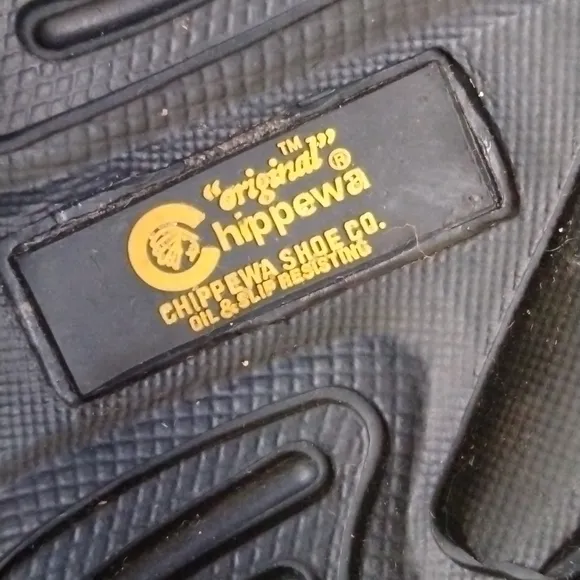 "original"™
Chippewa®
CHIPPEWA SHOE CO.
OIL & SLIP RESISTING